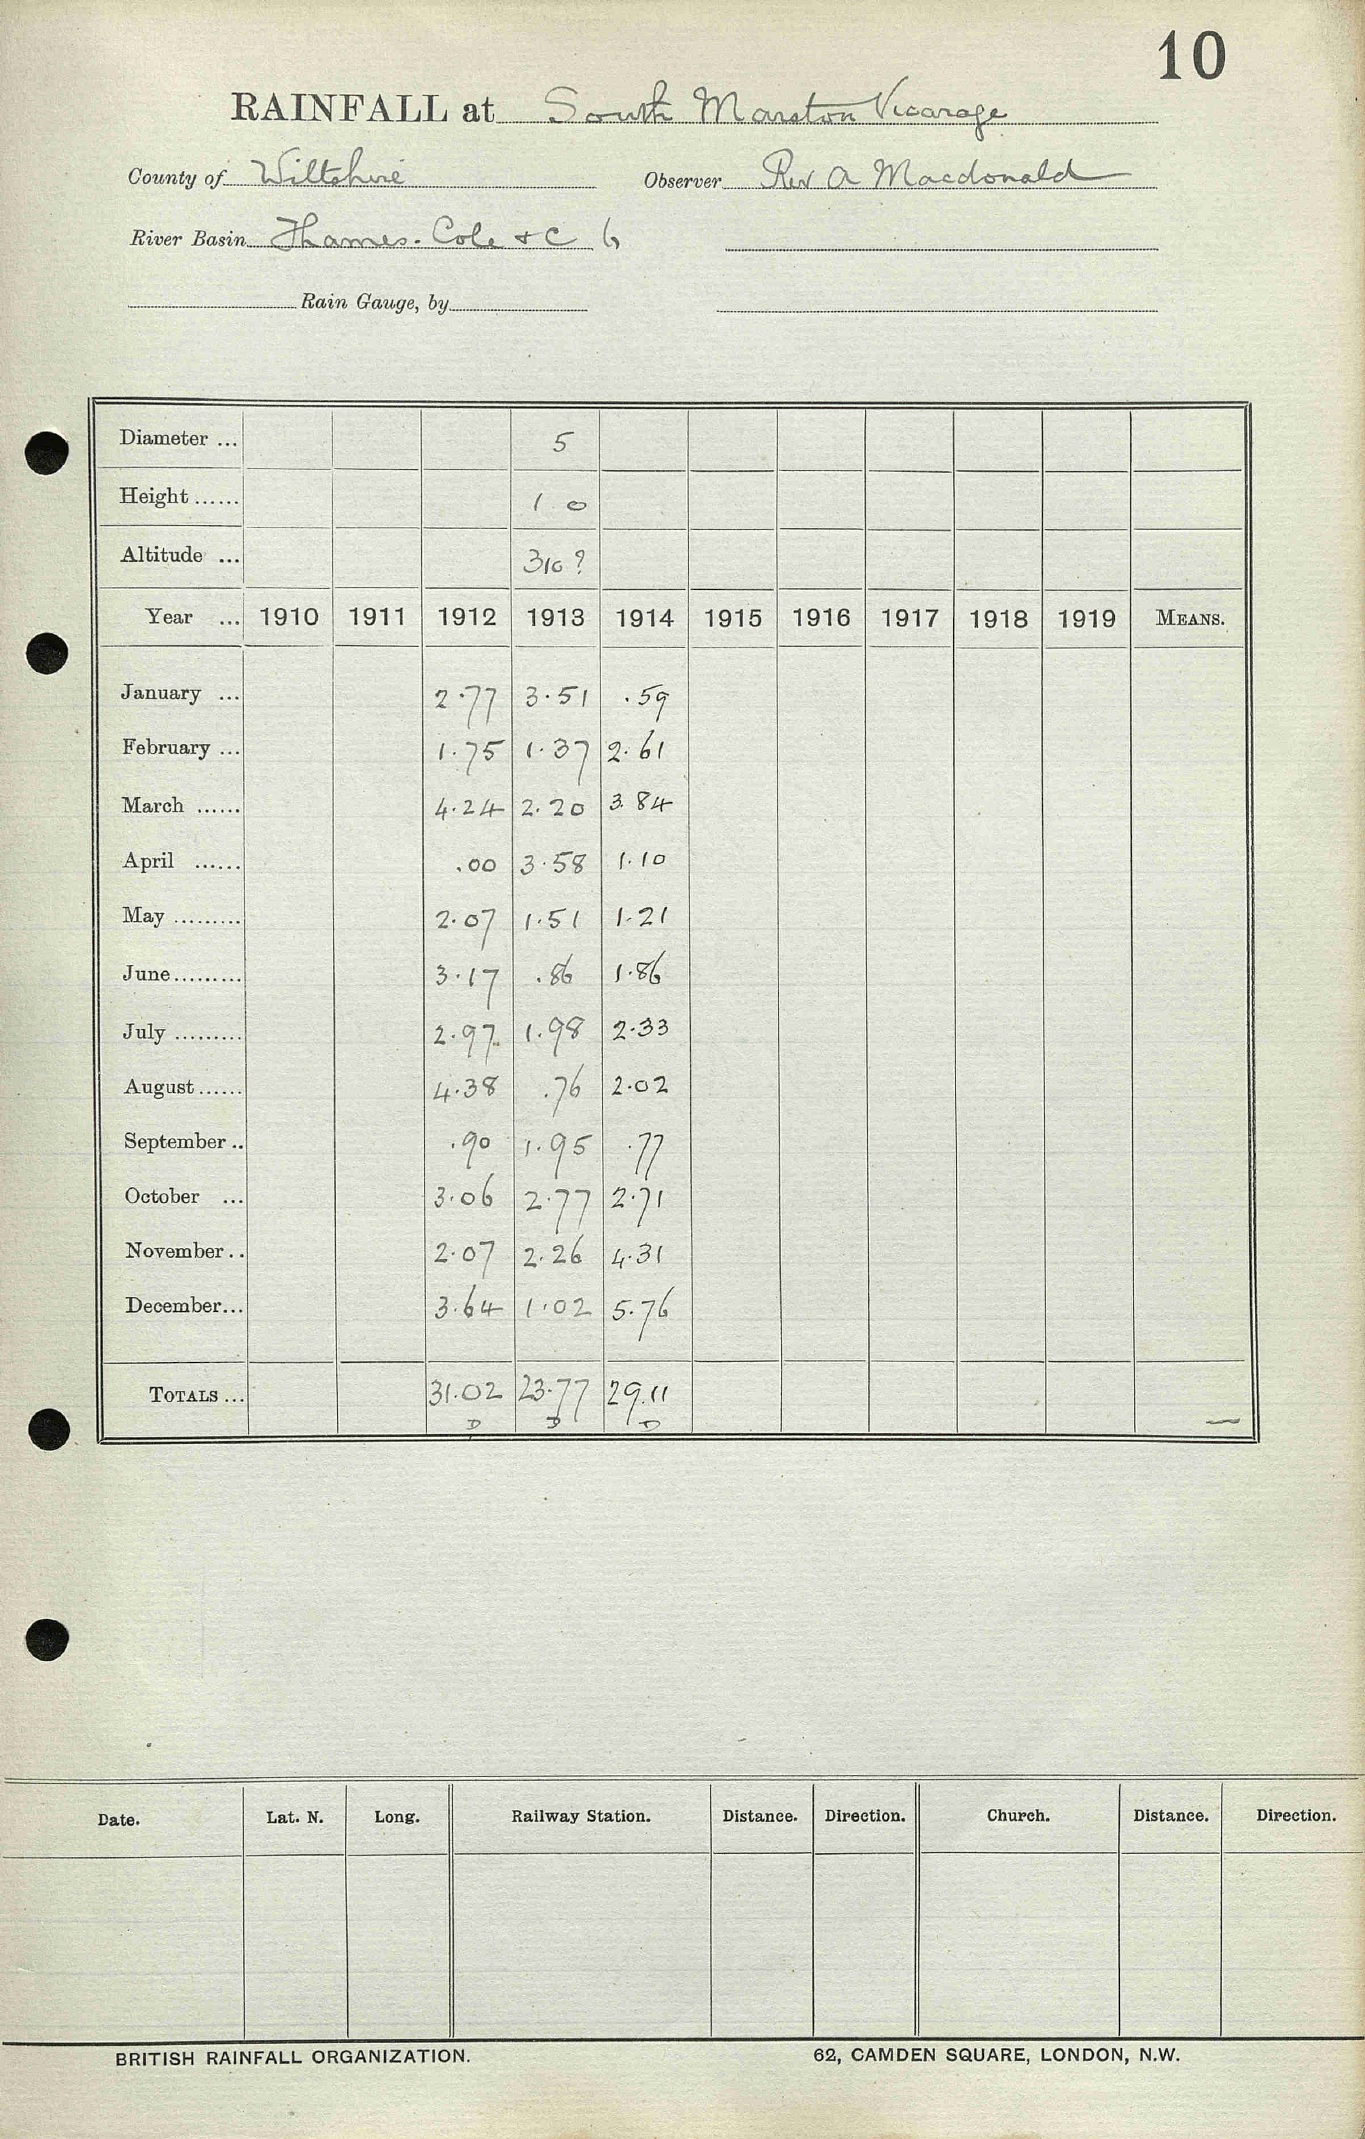 10
RAINFALL at South Marston Vicarage
County of Wiltshire Observer Rev A Macdonald
River Basin Thames. Cole & C 6
Rain Gauge, by
Diameter ... 5
Height ...... 1 0
Altitude ... 310?
Year ... 1910 1911 1912 1913 1914 1915 1916 1917 1918 1919 MEANS.
January ... 2.77 3.51 .59
February ... 1.75 1.37 2.61
March ...... 4.24 2.20 3.84
April ...... .00 3.58 1.10
May ......... 2.07 1.51 1.21
June......... 3.17 .86 1.86
July ......... 2.97 1.98 2.33
August...... 4.38 .76 2.02
September .. .90 1.95 .77
October ... 3.06 2.77 2.71
November .. 2.07 2.26 4.31
December... 3.64 1.02 5.76
TOTALS ... 31.02 23.77 29.11
D D D
Date. Lat. N. Long. Railway Station. Distance. Direction. Church. Distance. Direction.
BRITISH RAINFALL ORGANIZATION. 62, CAMDEN SQUARE, LONDON, N.W.